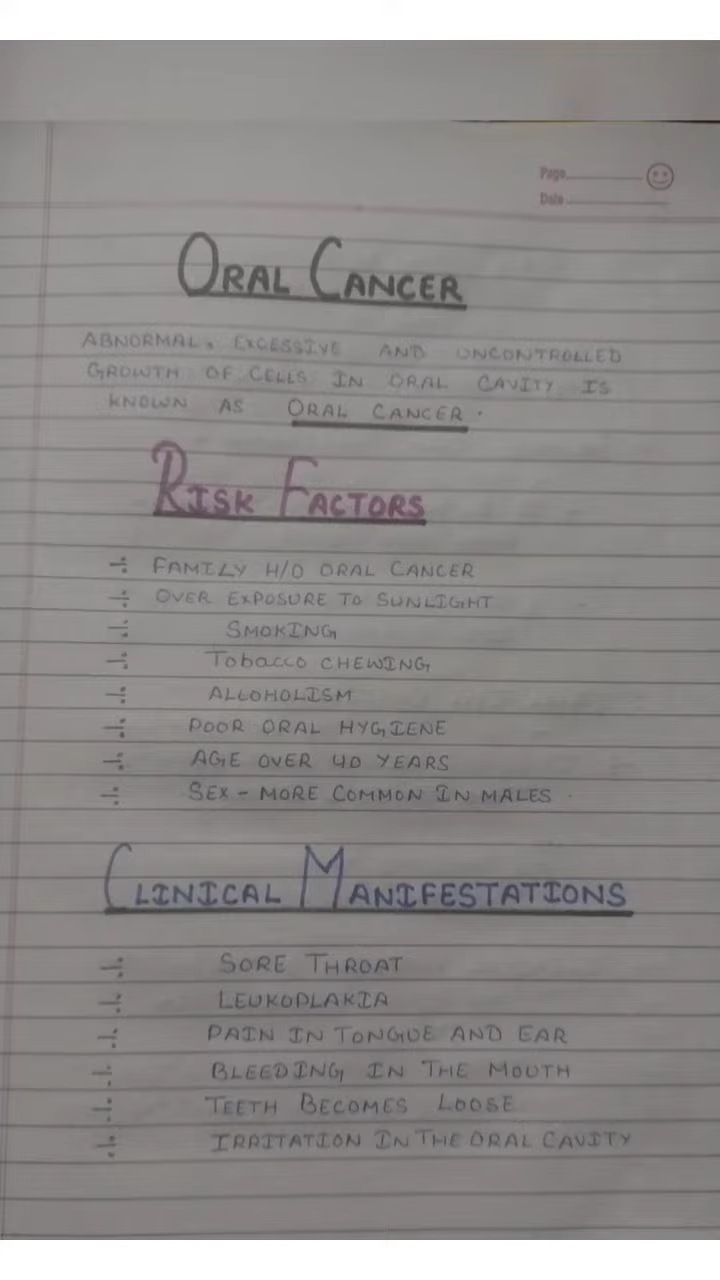 Page
Date
ORAL CANCER
ABNORMAL, EXCESSIVE AND UNCONTROLLED
GROWTH OF CELLS IN ORAL CAVITY IS
KNOWN AS ORAL CANCER.
RISK FACTORS
FAMILY H/O ORAL CANCER
OVER EXPOSURE TO SUNLIGHT
SMOKING
Tobacco CHEWING
ALCOHOLISM
POOR ORAL HYGIENE
AGE OVER 40 YEARS
SEX - MORE COMMON IN MALES.
CLINICAL MANIFESTATIONS
SORE THROAT
LEUKOPLAKIA
PAIN IN TONGUE AND EAR
BLEEDING IN THE MOUTH
TEETH BECOMES LOOSE
IRRITATION IN THE ORAL CAVITY